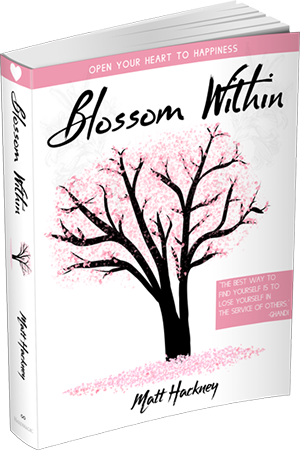 OPEN YOUR HEART TO HAPPINESS
Blossom Within
"THE BEST WAY TO
FIND YOURSELF IS TO
LOSE YOURSELF IN
THE SERVICE OF OTHERS.
-GHANDI
Matt Hackney
Blossom Within
Matt Hackney